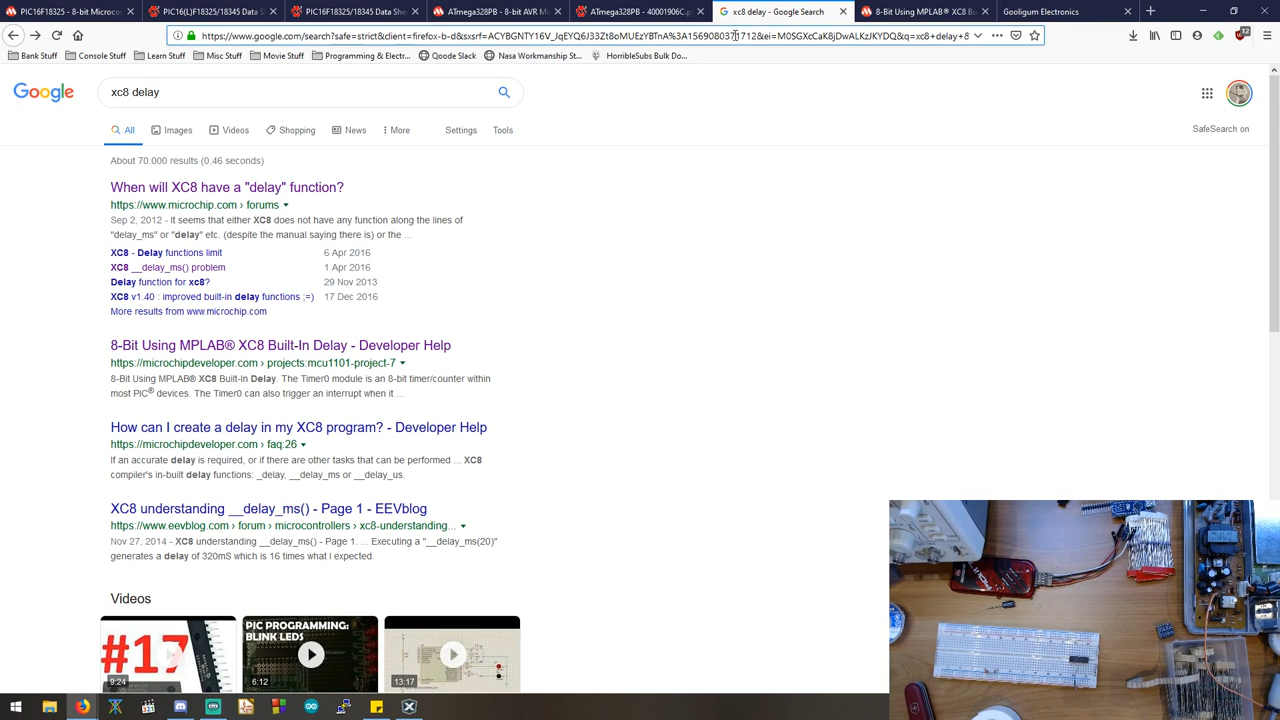 PIC16F18325 - 8-bit Microco
PIC16(L)F18325/18345 Data S
PIC16F18325/18345 Data She
ATmega328PB - 8-bit AVR M
ATmega328PB - 40001906C.p
xc8 delay - Google Search
8-Bit Using MPLAB® XC8 Bu
Gooligum Electronics
Bank Stuff
Content Creation
Learn Stuff
Misc Stuff
Movie Stuff
Programming & Electr...
Qoode Slack
Nasa Workmanship St...
HorribleSubs Bulk Do...
12
Google
xc8 delay
All
Images
Videos
Shopping
News
More
Settings
Tools
SafeSearch on
About 70.000 results (0,46 seconds)
When will XC8 have a "delay" function?
https://www.microchip.com › forums
Sep 2, 2012 - It seems that either XC8 does not have any function along the lines of
"delay_ms" or "delay" etc. (despite the manual saying there is) or the ...
XC8 - Delay functions limit 6 Apr 2016
XC8 __delay_ms() problem 1 Apr 2016
Delay function for xc8? 29 Nov 2013
XC8 v1.40 : improved built-in delay functions ;=) 17 Dec 2016
More results from www.microchip.com
8-Bit Using MPLAB® XC8 Built-In Delay - Developer Help
https://microchipdeveloper.com › projects:mcu1101-project-7
8-Bit Using MPLAB® XC8 Built-In Delay. The Timer0 module is an 8-bit timer/counter within
most PIC® devices. The Timer0 can also trigger an interrupt when it ...
How can I create a delay in my XC8 program? - Developer Help
https://microchipdeveloper.com › faq:26
If an accurate delay is required, or if there are other tasks that can be performed ... XC8
compiler's in-built delay functions: _delay, __delay_ms or __delay_us.
XC8 understanding __delay_ms() - Page 1 - EEVblog
https://www.eevblog.com › forum › microcontrollers › xc8-understanding...
Nov 27, 2014 - XC8 understanding __delay_ms() - Page 1. ... Executing a "__delay_ms(20)"
generates a delay of 320mS which is 16 times what I expected.
Videos
#17
9:24
PIC PROGRAMMING:
BLINK LEDS
6:12
13:17